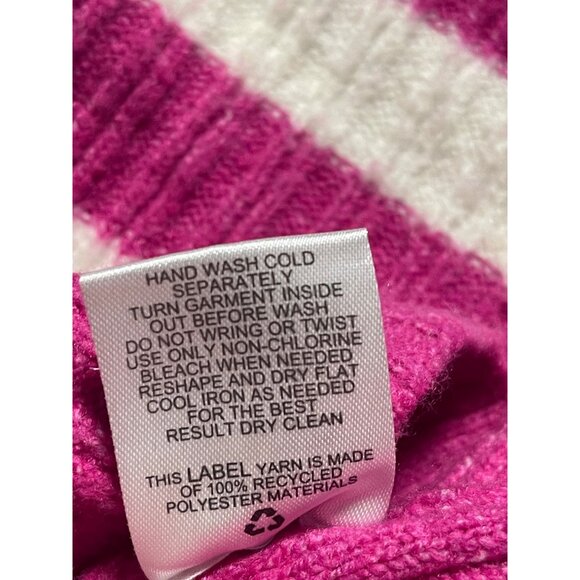 HAND WASH COLD
SEPARATELY
TURN GARMENT INSIDE
OUT BEFORE WASH
DO NOT WRING OR TWIST
USE ONLY NON-CHLORINE
BLEACH WHEN NEEDED
RESHAPE AND DRY FLAT
COOL IRON AS NEEDED
FOR THE BEST
RESULT DRY CLEAN
THIS LABEL YARN IS MADE
OF 100% RECYCLED
POLYESTER MATERIALS